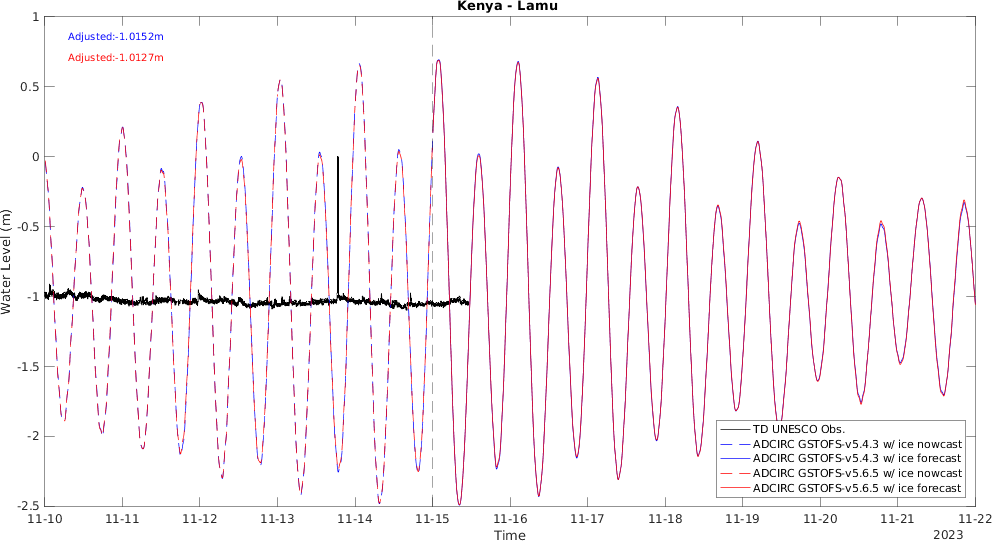 Kenya - Lamu
Adjusted:-1.0152m
Adjusted:-1.0127m
Water Level (m)
1
0.5
0
-0.5
-1
-1.5
-2
-2.5
TD UNESCO Obs.
ADCIRC GSTOFS-v5.4.3 w/ ice nowcast
ADCIRC GSTOFS-v5.4.3 w/ ice forecast
ADCIRC GSTOFS-v5.6.5 w/ ice nowcast
ADCIRC GSTOFS-v5.6.5 w/ ice forecast
11-10 11-11 11-12 11-13 11-14 11-15 11-16 11-17 11-18 11-19 11-20 11-21 11-22
Time
2023